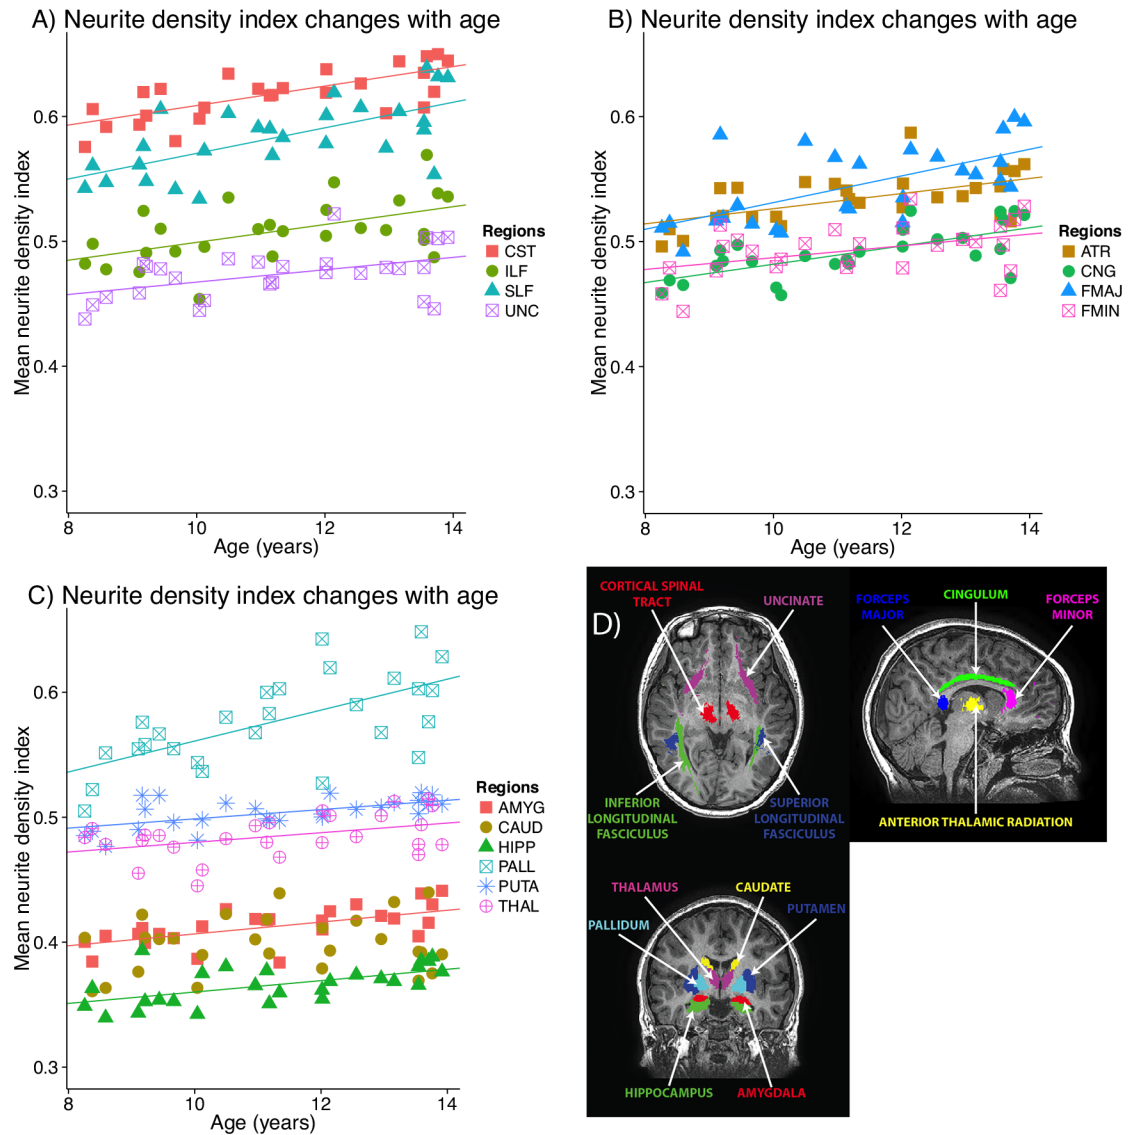 A) Neurite density index changes with age
Mean neurite density index
0.6
0.5
0.4
0.3
8
10
12
14
Age (years)
Regions
CST
ILF
SLF
UNC
B) Neurite density index changes with age
Mean neurite density index
0.6
0.5
0.4
0.3
8
10
12
14
Age (years)
Regions
ATR
CNG
FMAJ
FMIN
C) Neurite density index changes with age
Mean neurite density index
0.6
0.5
0.4
0.3
8
10
12
14
Age (years)
Regions
AMYG
CAUD
HIPP
PALL
PUTA
THAL
D)
CORTICAL SPINAL
TRACT
UNCINATE
INFERIOR
LONGITUDINAL
FASCICULUS
SUPERIOR
LONGITUDINAL
FASCICULUS
FORCEPS
MAJOR
CINGULUM
FORCEPS
MINOR
ANTERIOR THALAMIC RADIATION
THALAMUS
CAUDATE
PALLIDUM
PUTAMEN
HIPPOCAMPUS
AMYGDALA